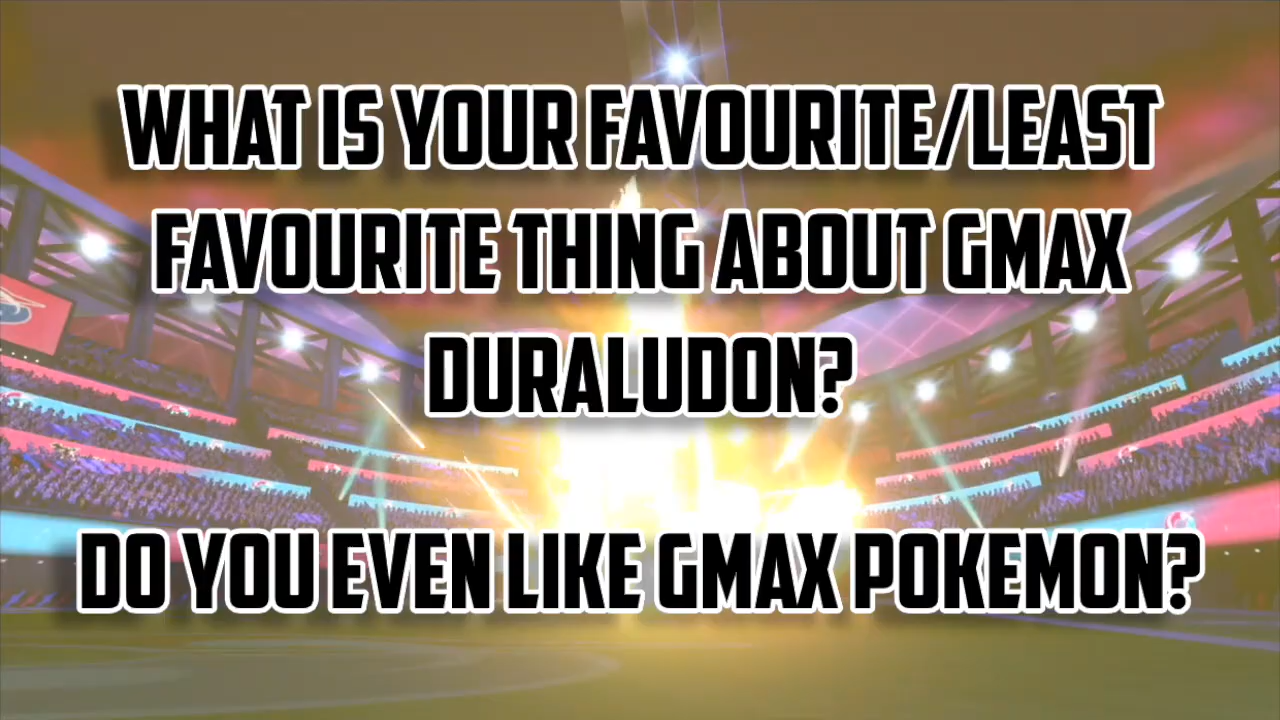 WHAT IS YOUR FAVOURITE/LEAST
FAVOURITE THING ABOUT GMAX
DURALUDON?
DO YOU EVEN LIKE GMAX POKEMON?